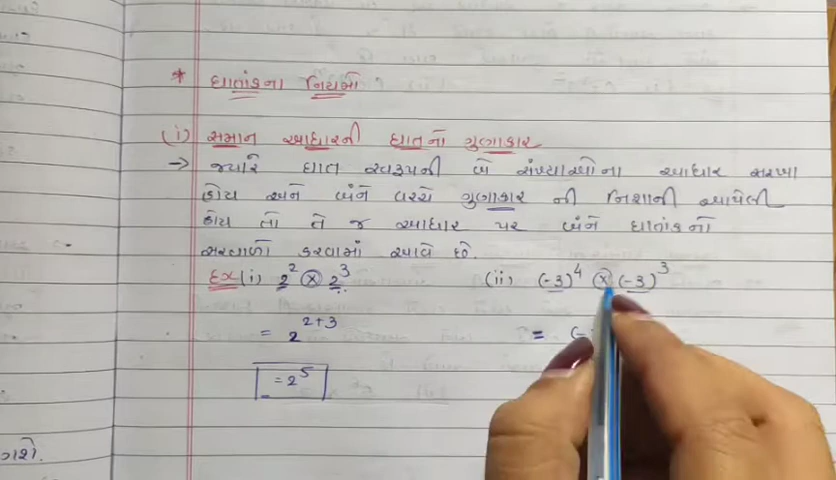 * ઘાતાંકના નિયમો
(i) સમાન આધારની ઘાતનો ગુણાકાર
→ જ્યારે ઘાત સ્વરૂપની બે સંખ્યાઓના આધાર સરખા
હોય અને બંને વચ્ચે ગુણાકાર ની નિશાની આપેલી
હોય તો તે જ આધાર પર બંને ઘાતાંકનો
સરવાળો કરવામાં આવે છે.
Ex (i) 2² × 2³ (ii) (-3)⁴ × (-3)³
= 2²⁺³ = (-
= 2⁵
ગશે.